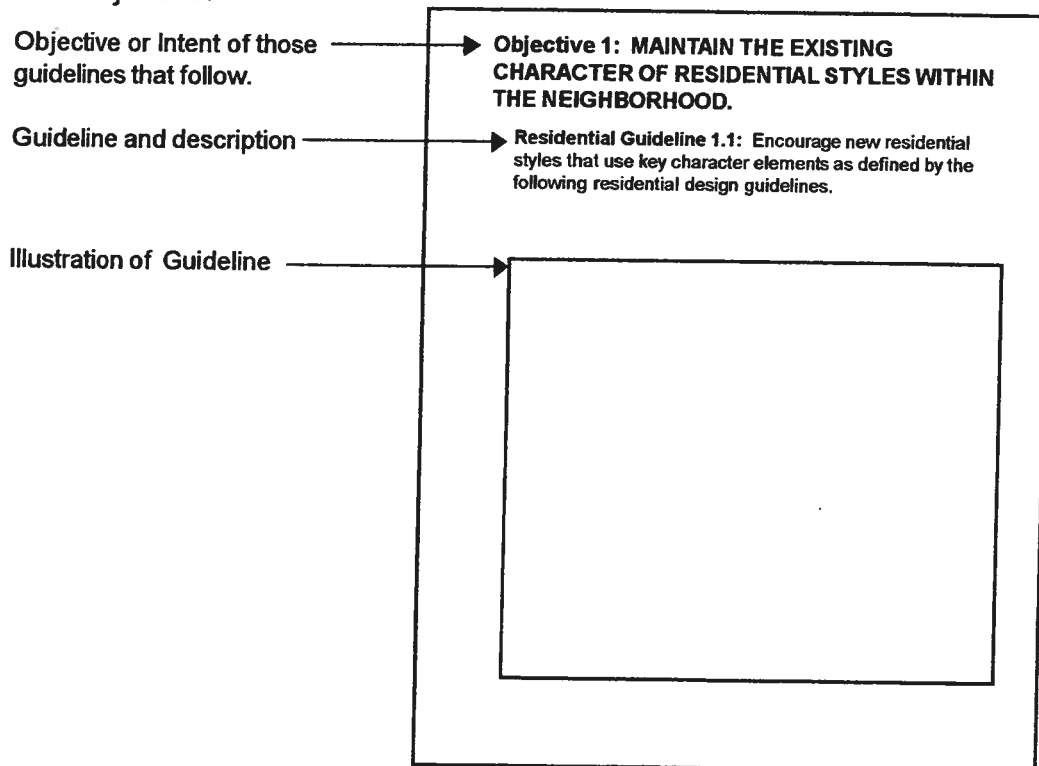 Objective or Intent of those
guidelines that follow.
Objective 1: MAINTAIN THE EXISTING
CHARACTER OF RESIDENTIAL STYLES WITHIN
THE NEIGHBORHOOD.
Guideline and description
Residential Guideline 1.1: Encourage new residential
styles that use key character elements as defined by the
following residential design guidelines.
Illustration of Guideline